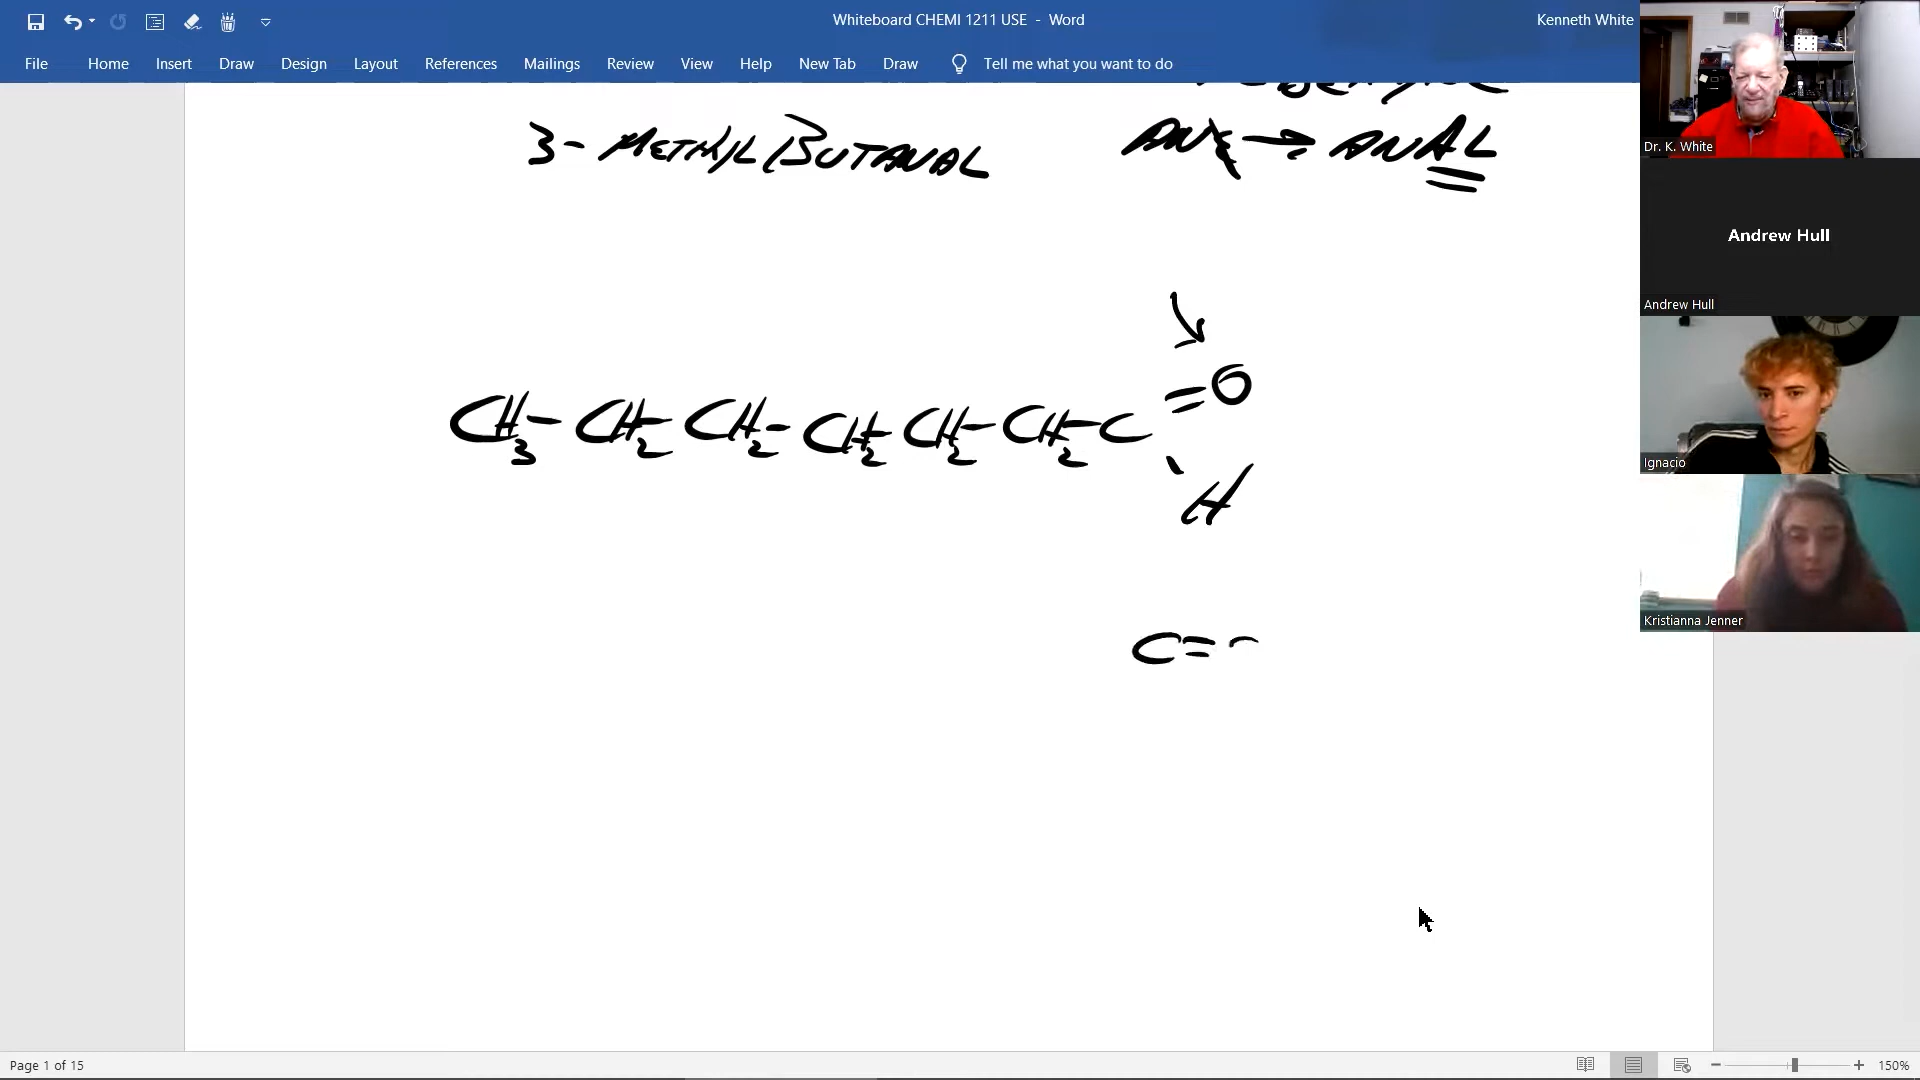 Whiteboard CHEMI 1211 USE - Word
Kenneth White
File Home Insert Draw Design Layout References Mailings Review View Help New Tab Draw Tell me what you want to do
3- METHYL BUTANAL
ANE → ANAL
CH3-CH2-CH2-CH2-CH2-CH2-C
=O
H
C=
Dr. K. White
Andrew Hull
Andrew Hull
Ignacio
Kristianna Jenner
Page 1 of 15
150%